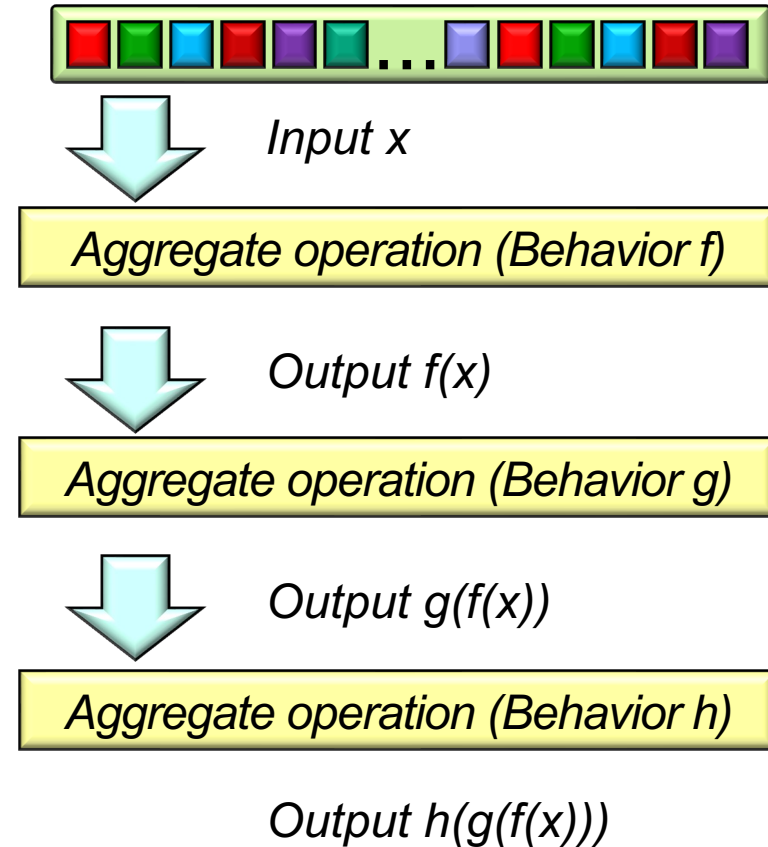 ...
Input x
Aggregate operation (Behavior f)
Output f(x)
Aggregate operation (Behavior g)
Output g(f(x))
Aggregate operation (Behavior h)
Output h(g(f(x)))